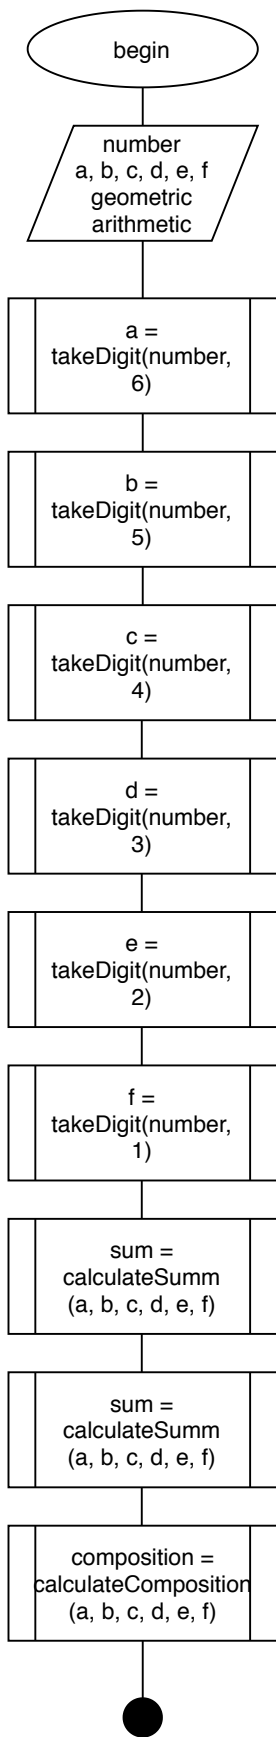 begin
number
a, b, c, d, e, f
geometric
arithmetic
a =
takeDigit(number,
6)
b =
takeDigit(number,
5)
c =
takeDigit(number,
4)
d =
takeDigit(number,
3)
e =
takeDigit(number,
2)
f =
takeDigit(number,
1)
sum =
calculateSumm
(a, b, c, d, e, f)
sum =
calculateSumm
(a, b, c, d, e, f)
composition =
calculateComposition
(a, b, c, d, e, f)